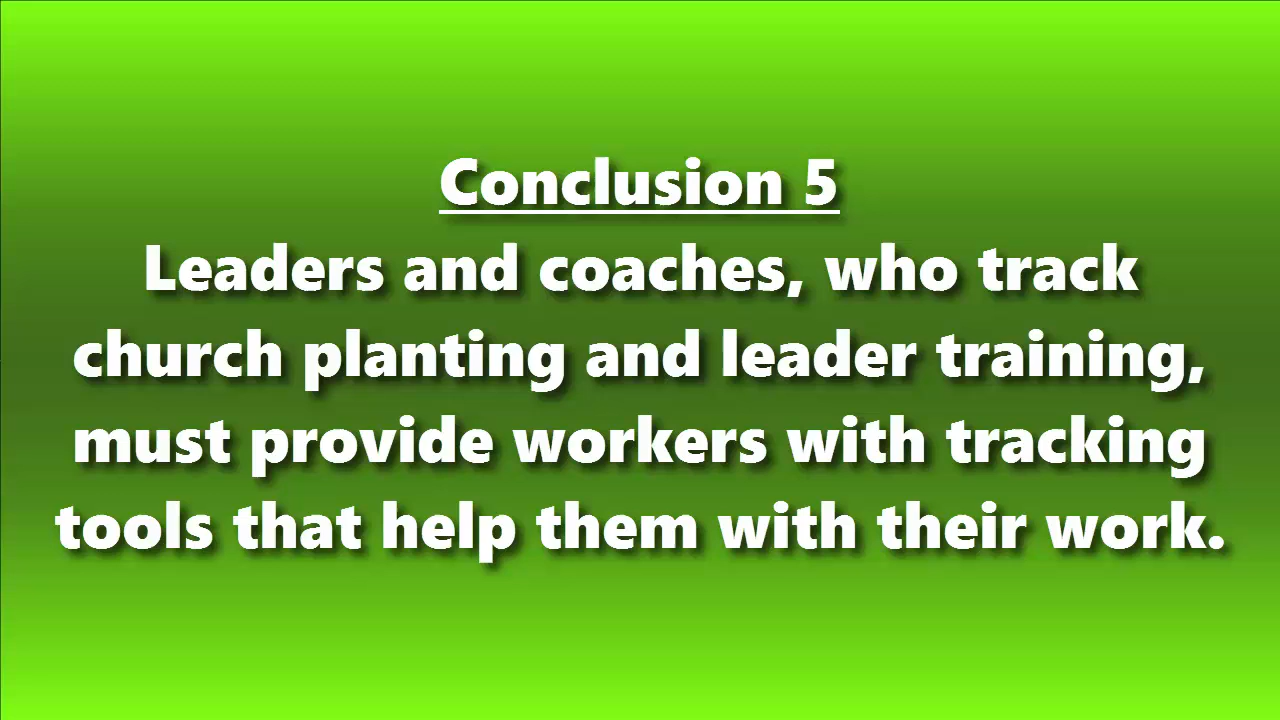 Conclusion 5
Leaders and coaches, who track
church planting and leader training,
must provide workers with tracking
tools that help them with their work.